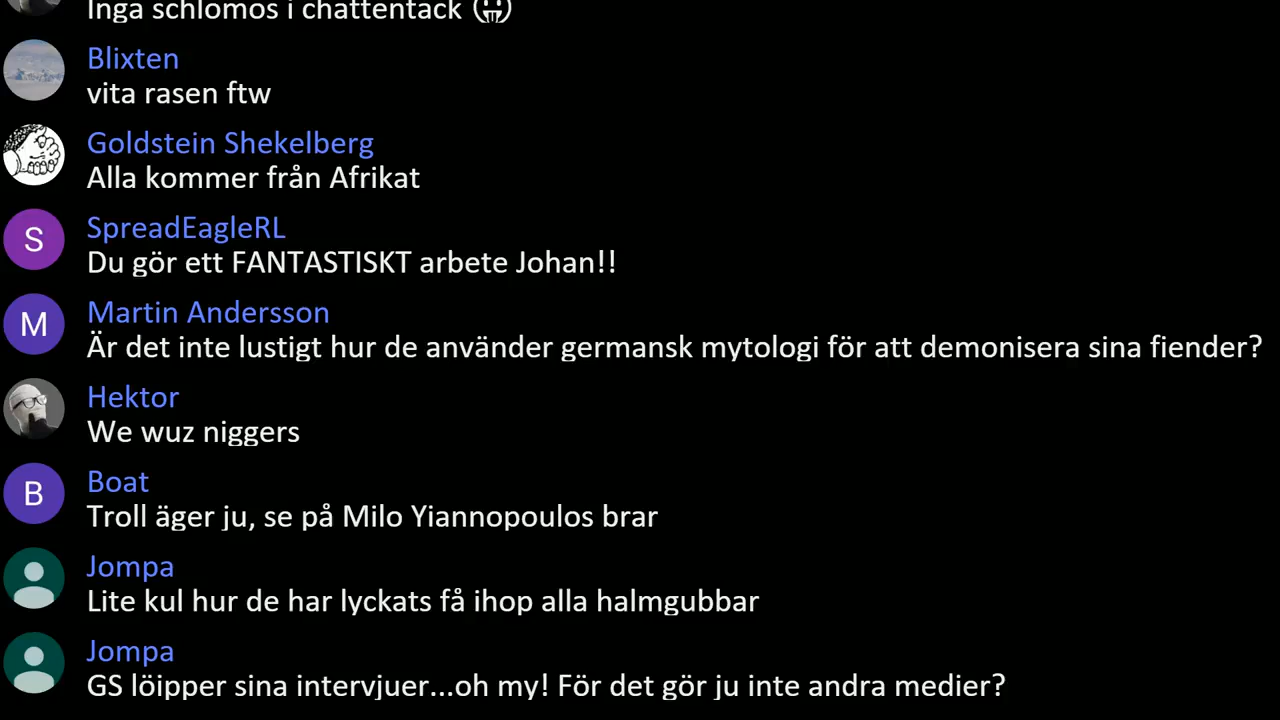 Inga schlomos i chattentack
Blixten
vita rasen ftw
Goldstein Shekelberg
Alla kommer från Afrikat
S
SpreadEagleRL
Du gör ett FANTASTISKT arbete Johan!!
M
Martin Andersson
Är det inte lustigt hur de använder germansk mytologi för att demonisera sina fiender?
Hektor
We wuz niggers
B
Boat
Troll äger ju, se på Milo Yiannopoulos brar
Jompa
Lite kul hur de har lyckats få ihop alla halmgubbar
Jompa
GS löipper sina intervjuer...oh my! För det gör ju inte andra medier?